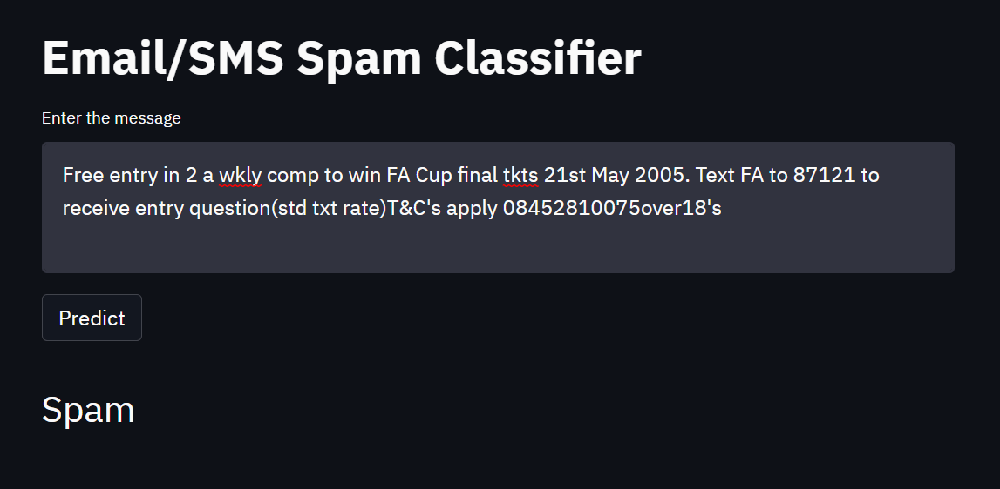 Email/SMS Spam Classifier
Enter the message
Free entry in 2 a wkly comp to win FA Cup final tkts 21st May 2005. Text FA to 87121 to
receive entry question(std txt rate)T&C's apply 08452810075over18's
Predict
Spam